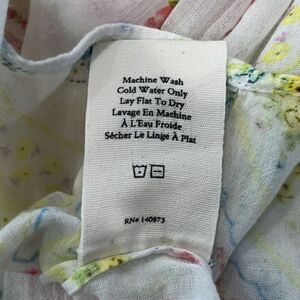 Machine Wash
Cold Water Only
Lay Flat To Dry
Lavage En Machine
À L'Eau Froide
Sécher Le Linge À Plat
RN# 140873